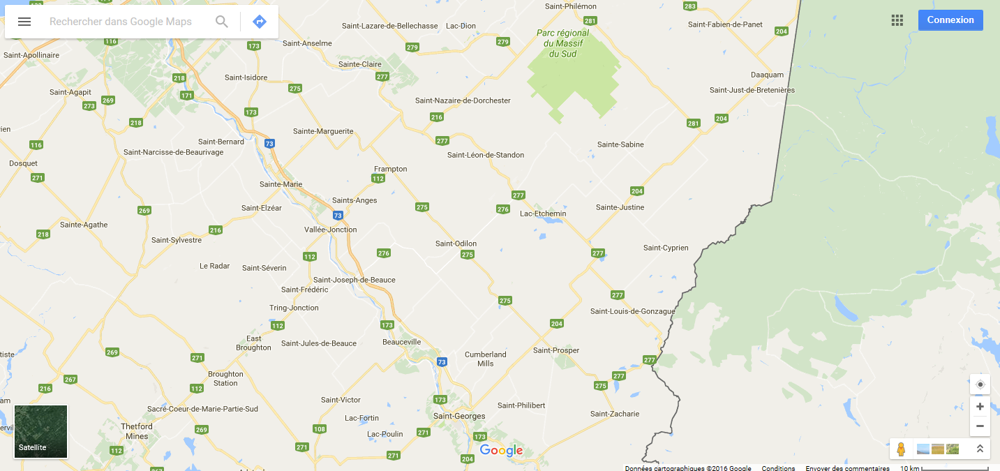 Rechercher dans Google Maps
Connexion
Saint-Philémon
283
281
Saint-Fabien-de-Panet
204
Saint-Lazare-de-Bellechasse
Lac-Dion
Parc régional
du Massif
du Sud
132
116
173
Saint-Anselme
279
279
Saint-Apollinaire
Sainte-Claire
277
Daaquam
218
Saint-Isidore
275
Saint-Just-de-Bretenières
Saint-Agapit
269
273
171
Saint-Nazaire-de-Dorchester
173
216
218
204
281
ien
Sainte-Marguerite
277
116
Saint-Bernard
73
Sainte-Sabine
Saint-Narcisse-de-Beaurivage
Saint-Léon-de-Standon
Dosquet
271
Frampton
112
Sainte-Marie
204
277
Saints-Anges
Saint-Elzéar
275
276
Sainte-Justine
269
73
Lac-Etchemin
Sainte-Agathe
216
Vallée-Jonction
218
Saint-Sylvestre
Saint-Odilon
275
Saint-Cyprien
276
277
112
Le Radar
Saint-Séverin
Saint-Joseph-de-Beauce
Saint-Frédéric
277
275
Tring-Jonction
Saint-Louis-de-Gonzague
112
173
204
East
Broughton
Saint-Jules-de-Beauce
Beauceville
Saint-Prosper
tiste
269
271
Cumberland
Mills
73
277
267
Broughton
Station
277
216
112
275
am
Saint-Victor
173
Saint-Philibert
Sacré-Coeur-de-Marie-Partie-Sud
Saint-Georges
Saint-Zacharie
Lac-Fortin
Thetford
Mines
269
108
Lac-Poulin
271
173
Satellite
112
271
271
204
Google
267
Données cartographiques ©2016 Google
Conditions
Envoyer des commentaires
10 km